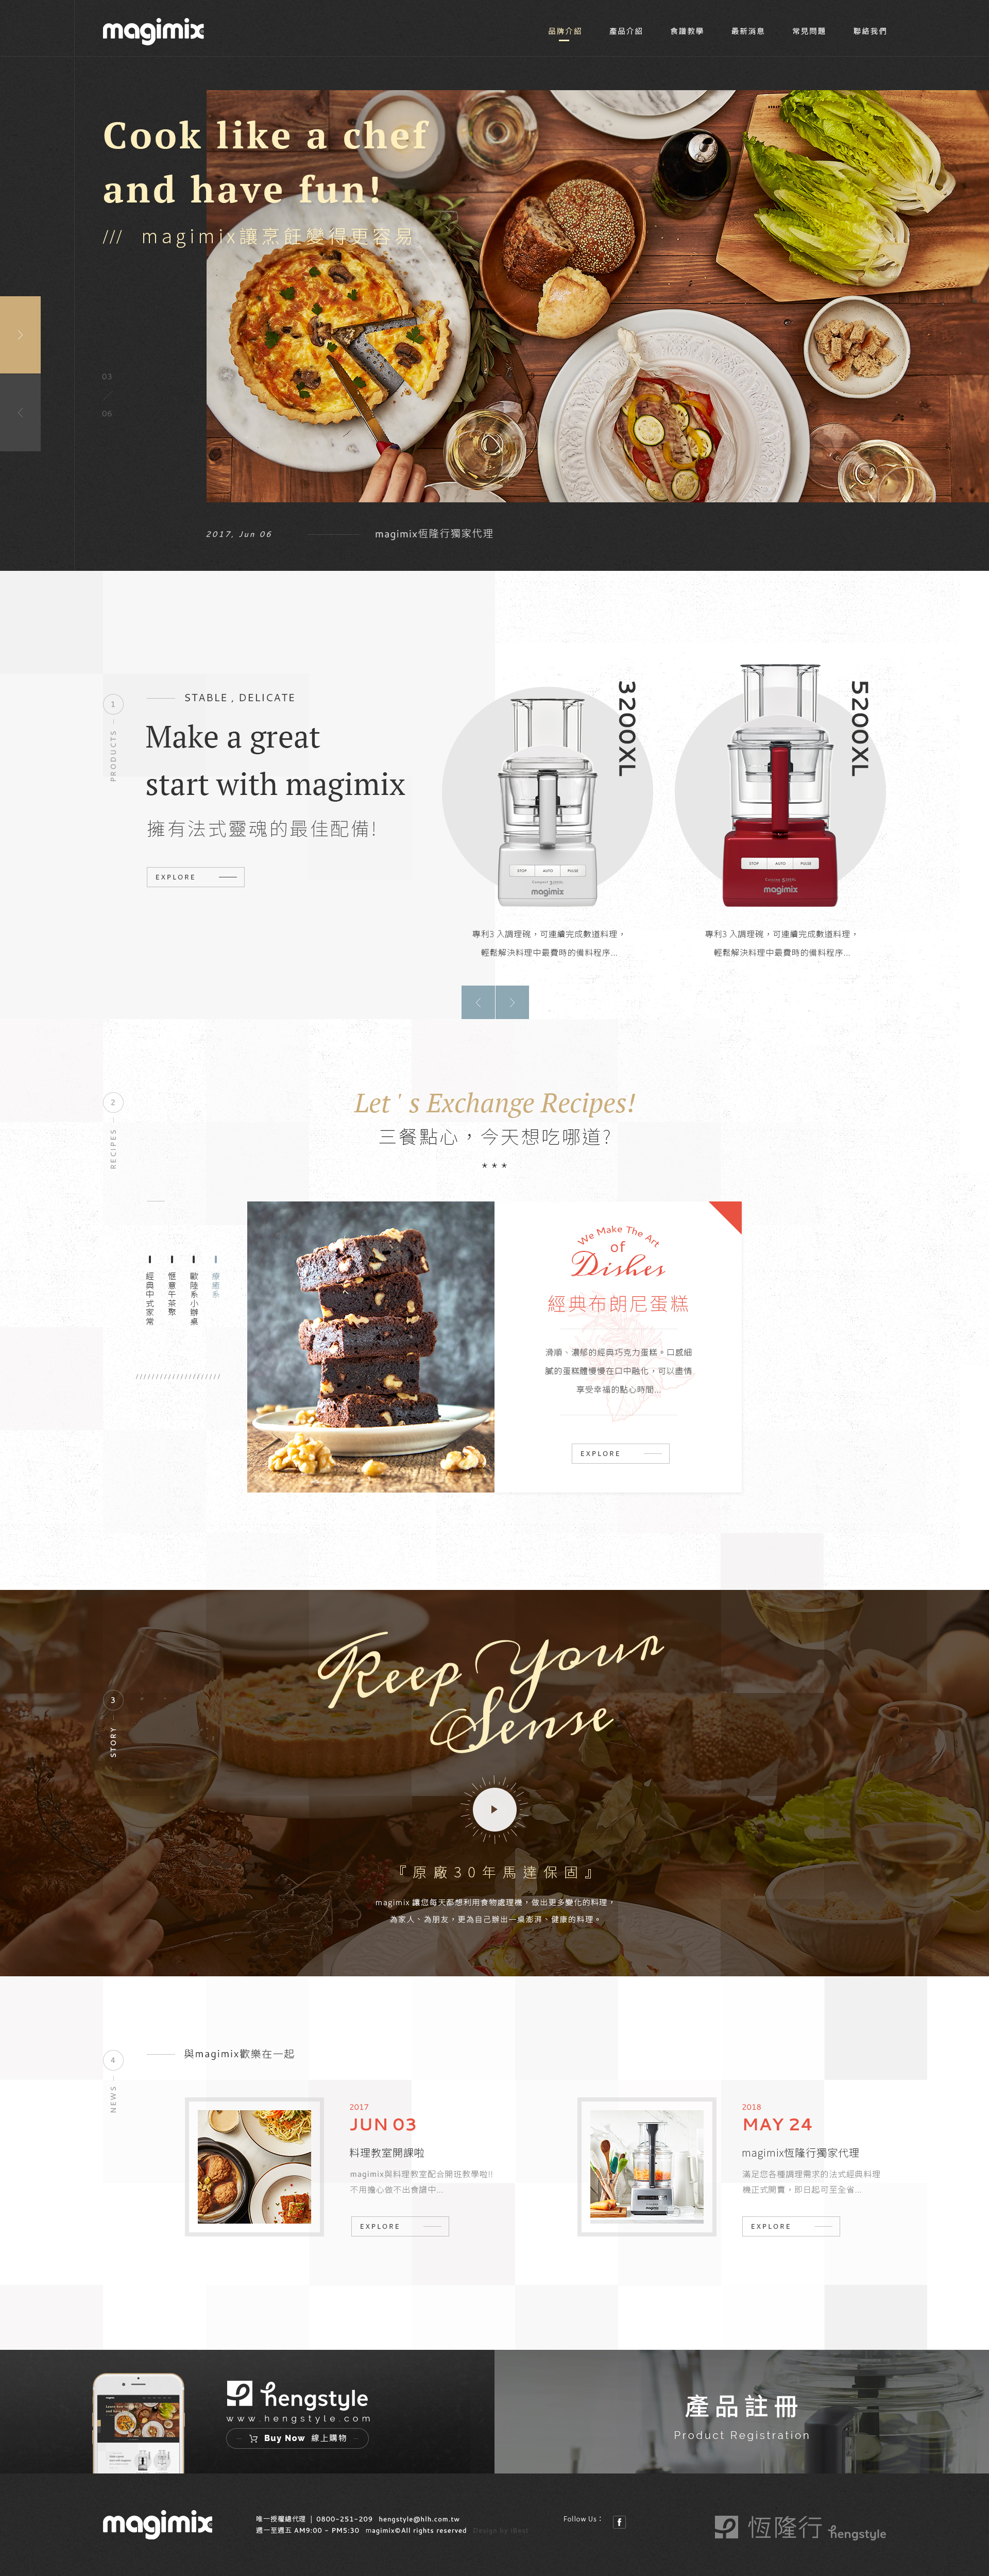 magimix
品牌介紹 產品介紹 食譜教學 最新消息 常見問題 聯絡我們
Cook like a chef
and have fun!
/// magimix讓烹飪變得更容易
03
06
2017, Jun 06
magimix恆隆行獨家代理
1
PRODUCTS
STABLE , DELICATE
Make a great
start with magimix
擁有法式靈魂的最佳配備!
EXPLORE
3200XL
STOP AUTO PULSE
magimix
專利3 入調理碗，可連續完成數道料理，
輕鬆解決料理中最費時的備料程序...
5200XL
STOP AUTO PULSE
magimix
專利3 入調理碗，可連續完成數道料理，
輕鬆解決料理中最費時的備料程序...
2
RECIPES
Let ' s Exchange Recipes!
三餐點心，今天想吃哪道?
***
療癒系
歐陸系小辦桌
愜意午茶聚
經典中式家常
We Make The Art
of
Dishes
經典布朗尼蛋糕
滑順、濃郁的經典巧克力蛋糕。口感細
膩的蛋糕體慢慢在口中融化，可以盡情
享受幸福的點心時間...
EXPLORE
3
STORY
Keep Your
Sense
『原廠30年馬達保固』
magimix 讓您每天都想利用食物處理機，做出更多變化的料理，
為家人、為朋友，更為自己辦出一桌澎湃、健康的料理。
4
NEWS
與magimix歡樂在一起
2017
JUN 03
料理教室開課啦
magimix與料理教室配合開班教學啦!!
不用擔心做不出食譜中...
EXPLORE
2018
MAY 24
magimix恆隆行獨家代理
滿足您各種調理需求的法式經典料理
機正式開賣，即日起可至全省...
EXPLORE
hengstyle
www.hengstyle.com
Buy Now 線上購物
產品註冊
Product Registration
magimix
唯一授權總代理 | 0800-251-209 hengstyle@hlh.com.tw
週一至週五 AM9:00 - PM5:30 magimix©All rights reserved Design by iBest
Follow Us :
f
恆隆行 hengstyle